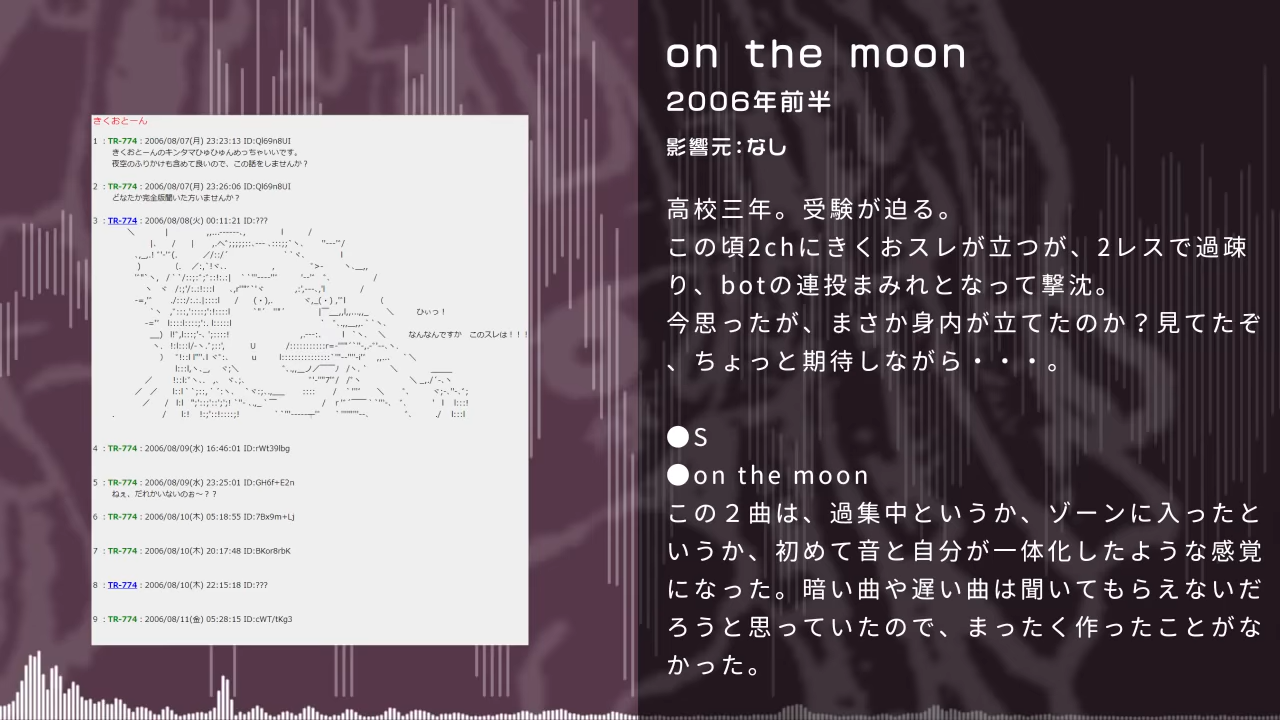 きくおとーん
1 ：TR-774：2006/08/07(月) 23:23:13 ID:Ql69n8UI
きくおとーんのキンタマひゅひゅんめっちゃいいです。
夜空のふりかけも含めて良いので、この話をしませんか？
2 ：TR-774：2006/08/07(月) 23:26:06 ID:Ql69n8UI
どなたか完全版聞いた方いませんか？
3 ：TR-774：2006/08/08(火) 00:11:21 ID:???
ひぃっ！
なんなんですか　このスレは！！！
4 ：TR-774：2006/08/09(水) 16:46:01 ID:rWt39lbg
5 ：TR-774：2006/08/09(水) 23:25:01 ID:GH6f+E2n
ねぇ、だれかいないのぉ～？？
6 ：TR-774：2006/08/10(木) 05:18:55 ID:7Bx9m+Lj
7 ：TR-774：2006/08/10(木) 20:17:48 ID:BKor8rbK
8 ：TR-774：2006/08/10(木) 22:15:18 ID:???
9 ：TR-774：2006/08/11(金) 05:28:15 ID:cWT/tKg3
on the moon
2006年前半
影響元：なし
高校三年。受験が迫る。
この頃2chにきくおスレが立つが、2レスで過疎
り、botの連投まみれとなって撃沈。
今思ったが、まさか身内が立てたのか？見てたぞ
、ちょっと期待しながら・・・。
●S
●on the moon
この２曲は、過集中というか、ゾーンに入ったと
いうか、初めて音と自分が一体化したような感覚
になった。暗い曲や遅い曲は聞いてもらえないだ
ろうと思っていたので、まったく作ったことがな
かった。